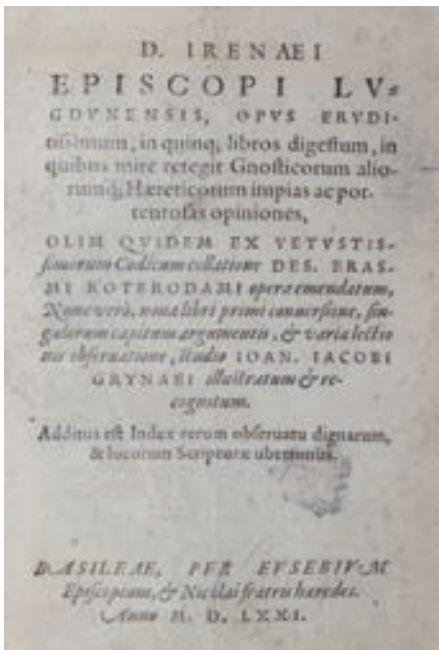 D. IRENAEI
EPISCOPI LV-
GDVNENSIS, OPVS ERVDI-
tissimum, in quinq; libros digestum, in
quibus mire retegit Gnosticorum alio-
rumq́; Hæreticorum impias ac por-
tentosas opiniones,
OLIM QVIDEM EX VETVSTIS-
simorum Codicum collatione DES. ERAS-
MI ROTERODAMI opera emendatum,
Nunc verò, noua libri primi conuersione, sin-
gulorum capitum argumentis, & varia lectio
nis obseruatione, studio IOAN. IACOBI
GRYNAEI illustratum & re-
cognitum.
Additus est Index rerum obseruatu dignarum,
& locorum Scripturæ uberrimus.
BASILEAE, PER EVSEBIVM
Episcopium, & Nicolai fratris hæredes.
Anno M. D. LXXI.